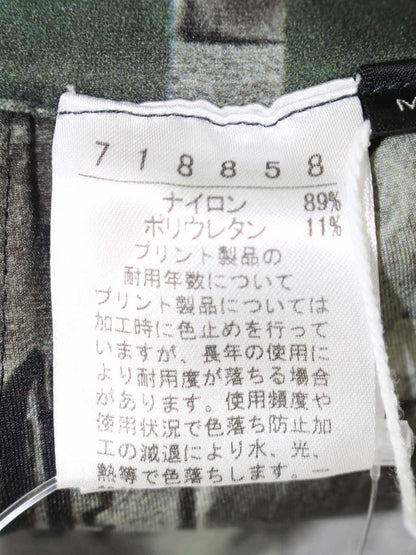 718858
ナイロン 89%
ポリウレタン 11%
プリント製品の
耐用年数について
プリント製品については
加工時に色止めを行って
いますが、長年の使用に
より耐用度が落ちる場合
があります。使用頻度や
使用状況で色落ち防止加
工の減退により水、光、
熱等で色落ちします。